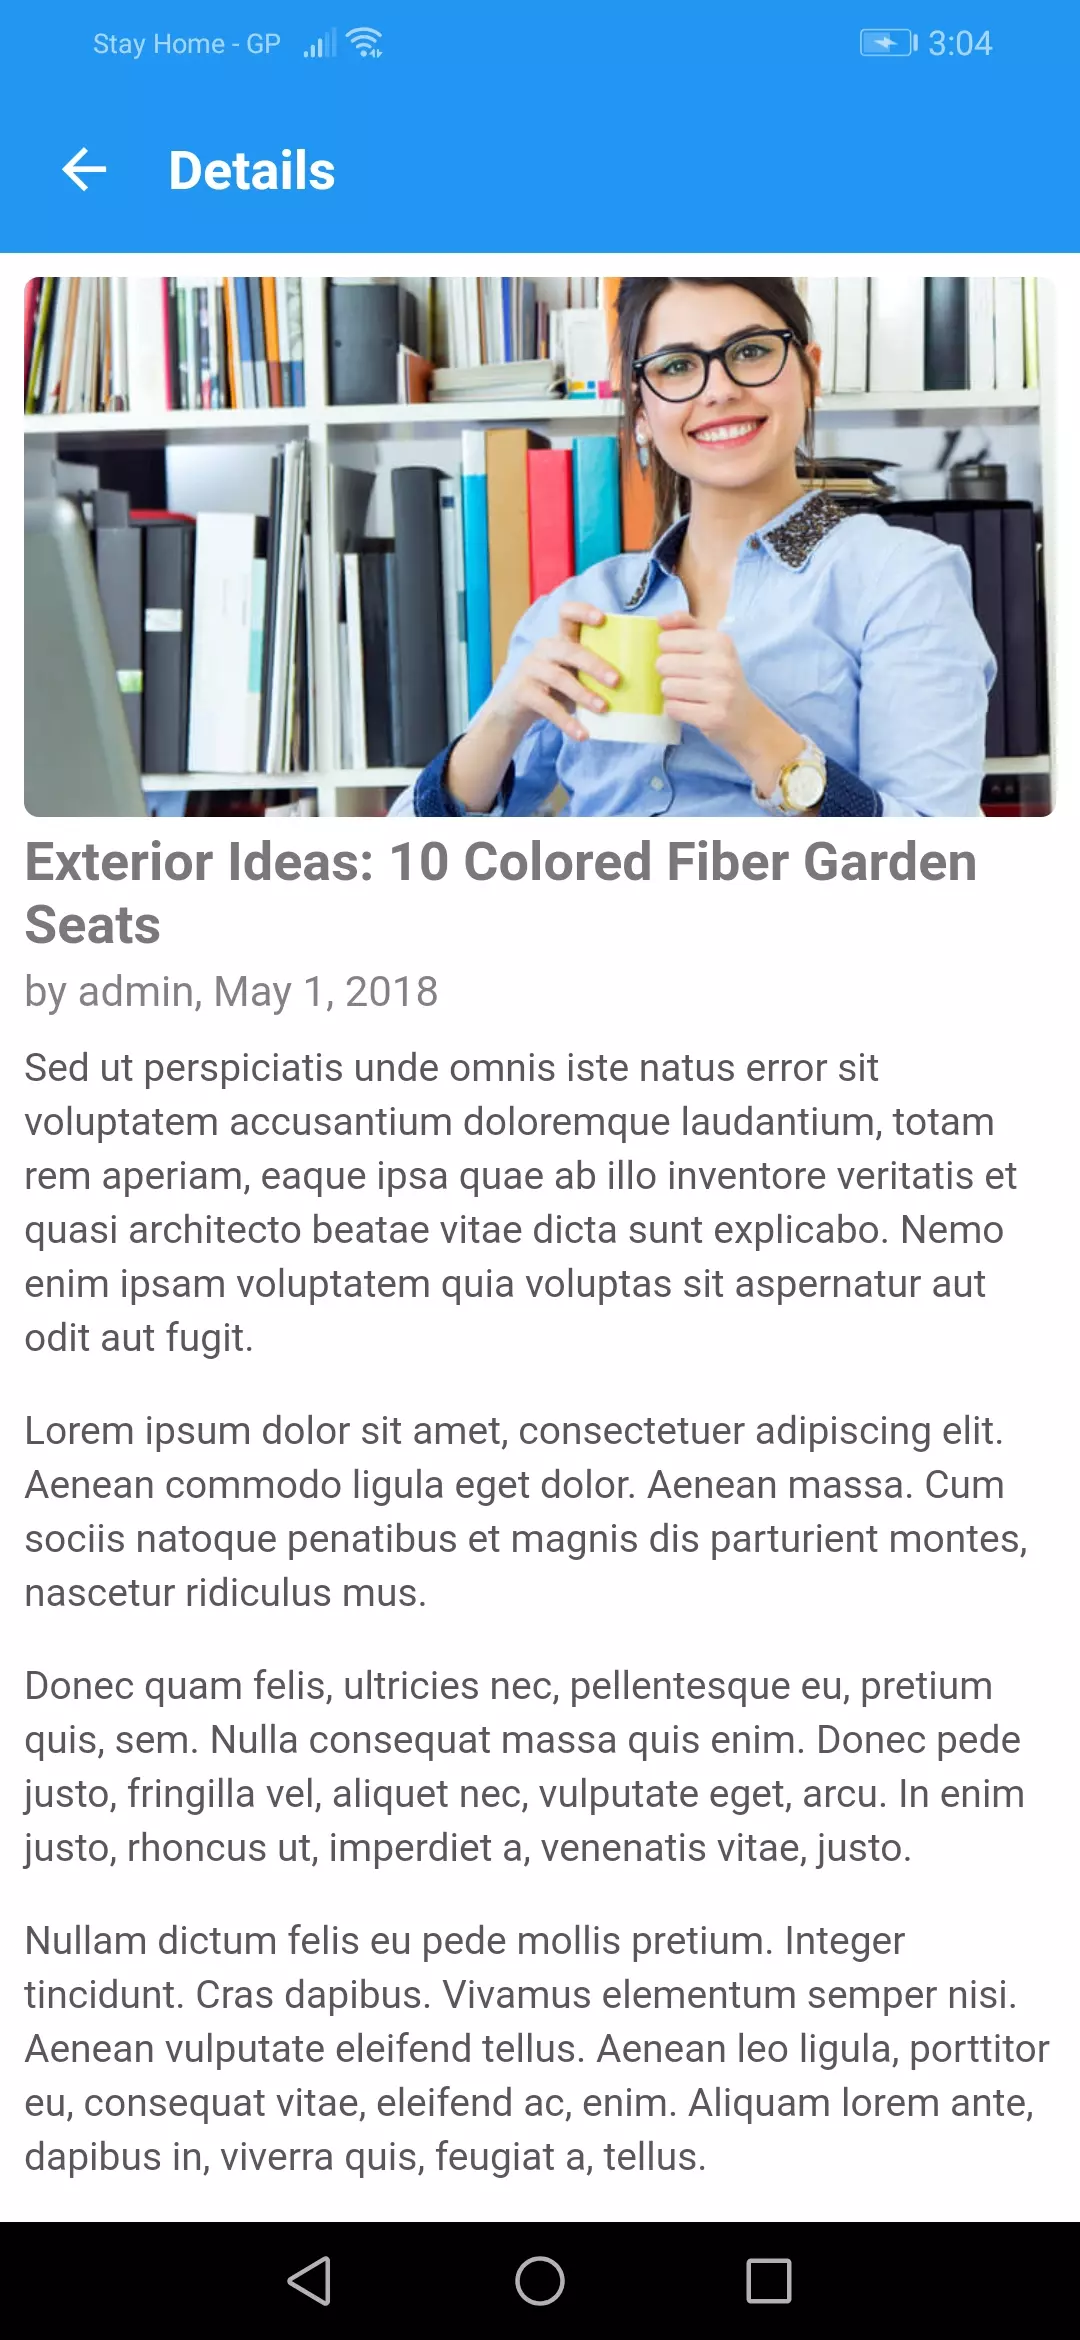 Stay Home - GP
3:04
Details
Exterior Ideas: 10 Colored Fiber Garden
Seats
by admin, May 1, 2018
Sed ut perspiciatis unde omnis iste natus error sit
voluptatem accusantium doloremque laudantium, totam
rem aperiam, eaque ipsa quae ab illo inventore veritatis et
quasi architecto beatae vitae dicta sunt explicabo. Nemo
enim ipsam voluptatem quia voluptas sit aspernatur aut
odit aut fugit.
Lorem ipsum dolor sit amet, consectetuer adipiscing elit.
Aenean commodo ligula eget dolor. Aenean massa. Cum
sociis natoque penatibus et magnis dis parturient montes,
nascetur ridiculus mus.
Donec quam felis, ultricies nec, pellentesque eu, pretium
quis, sem. Nulla consequat massa quis enim. Donec pede
justo, fringilla vel, aliquet nec, vulputate eget, arcu. In enim
justo, rhoncus ut, imperdiet a, venenatis vitae, justo.
Nullam dictum felis eu pede mollis pretium. Integer
tincidunt. Cras dapibus. Vivamus elementum semper nisi.
Aenean vulputate eleifend tellus. Aenean leo ligula, porttitor
eu, consequat vitae, eleifend ac, enim. Aliquam lorem ante,
dapibus in, viverra quis, feugiat a, tellus.